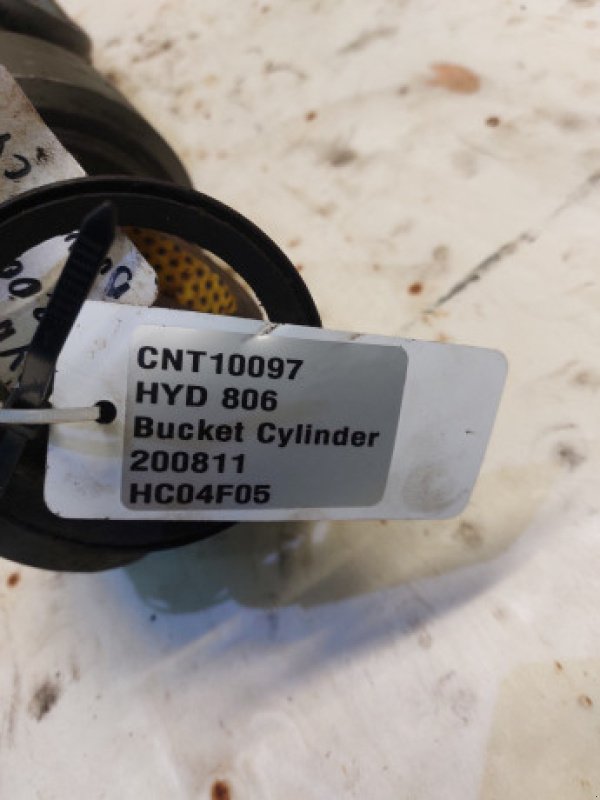 CNT10097
HYD 806
Bucket Cylinder
200811
HC04F05